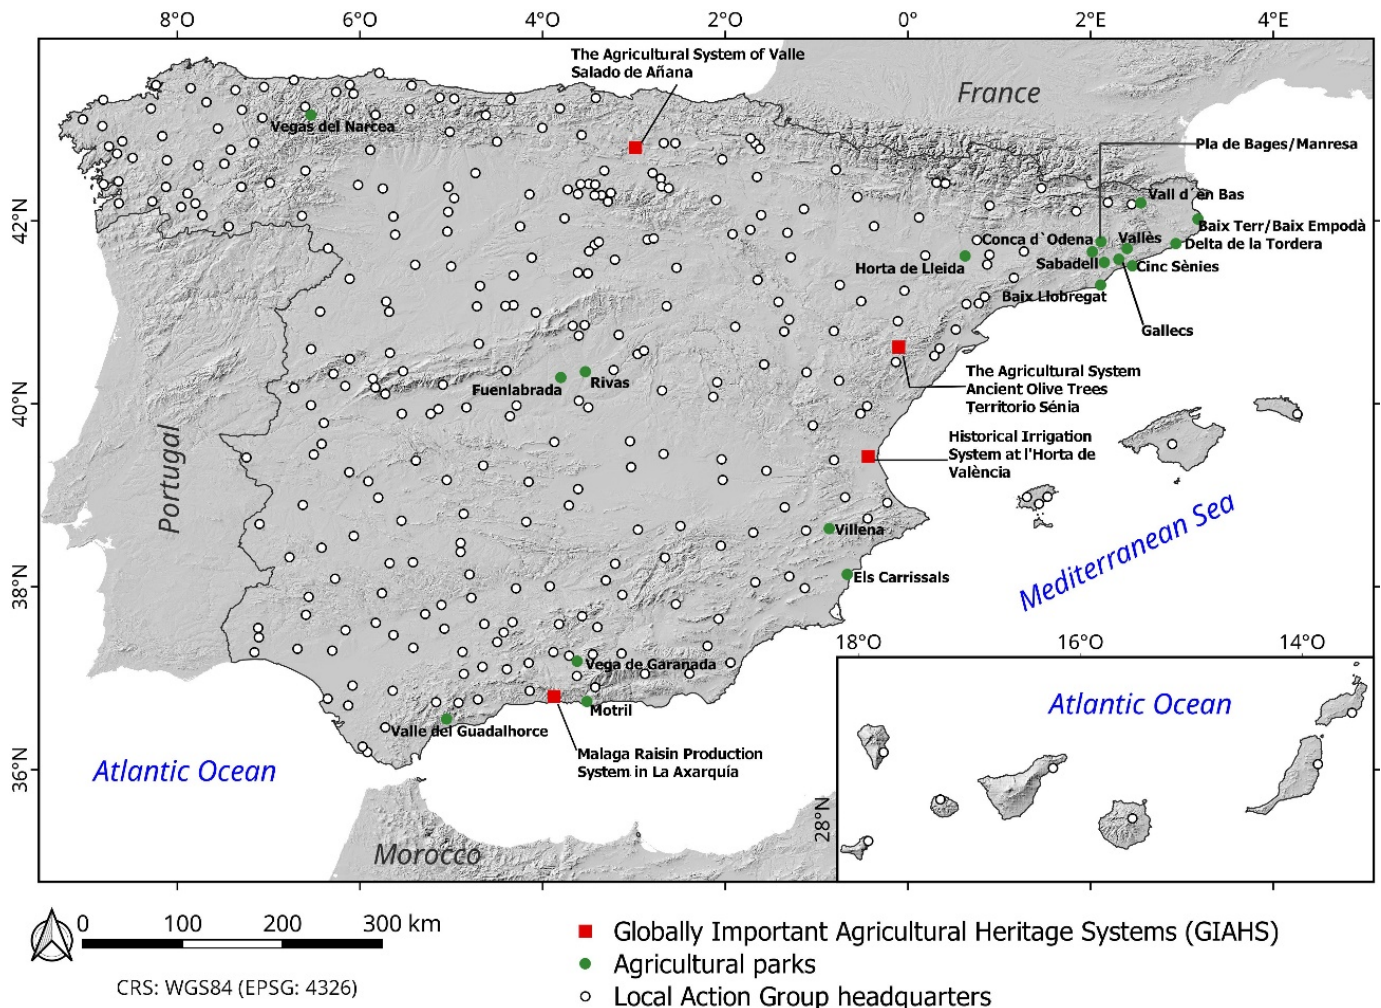 8°O 6°O 4°O 2°O 0° 2°E 4°E
The Agricultural System of Valle
Salado de Añana
France
Vegas del Narcea
Pla de Bages/Manresa
Vall d´en Bas
42°N
42°N
Baix Terr/Baix Empodà
Conca d`Odena
Vallès
Delta de la Tordera
Horta de Lleida
Sabadell
Cinc Sènies
Baix Llobregat
Gallecs
The Agricultural System
Ancient Olive Trees
Territorio Sénia
Fuenlabrada
Rivas
40°N
40°N
Historical Irrigation
System at l'Horta de
València
Portugal
Mediterranean Sea
Villena
Els Carrissals
38°N
38°N
18°O 16°O 14°O
Vega de Garanada
Motril
Valle del Guadalhorce
Malaga Raisin Production
System in La Axarquía
Atlantic Ocean
Atlantic Ocean
36°N
36°N
28°N
Morocco
0 100 200 300 km
CRS: WGS84 (EPSG: 4326)
Globally Important Agricultural Heritage Systems (GIAHS)
Agricultural parks
Local Action Group headquarters